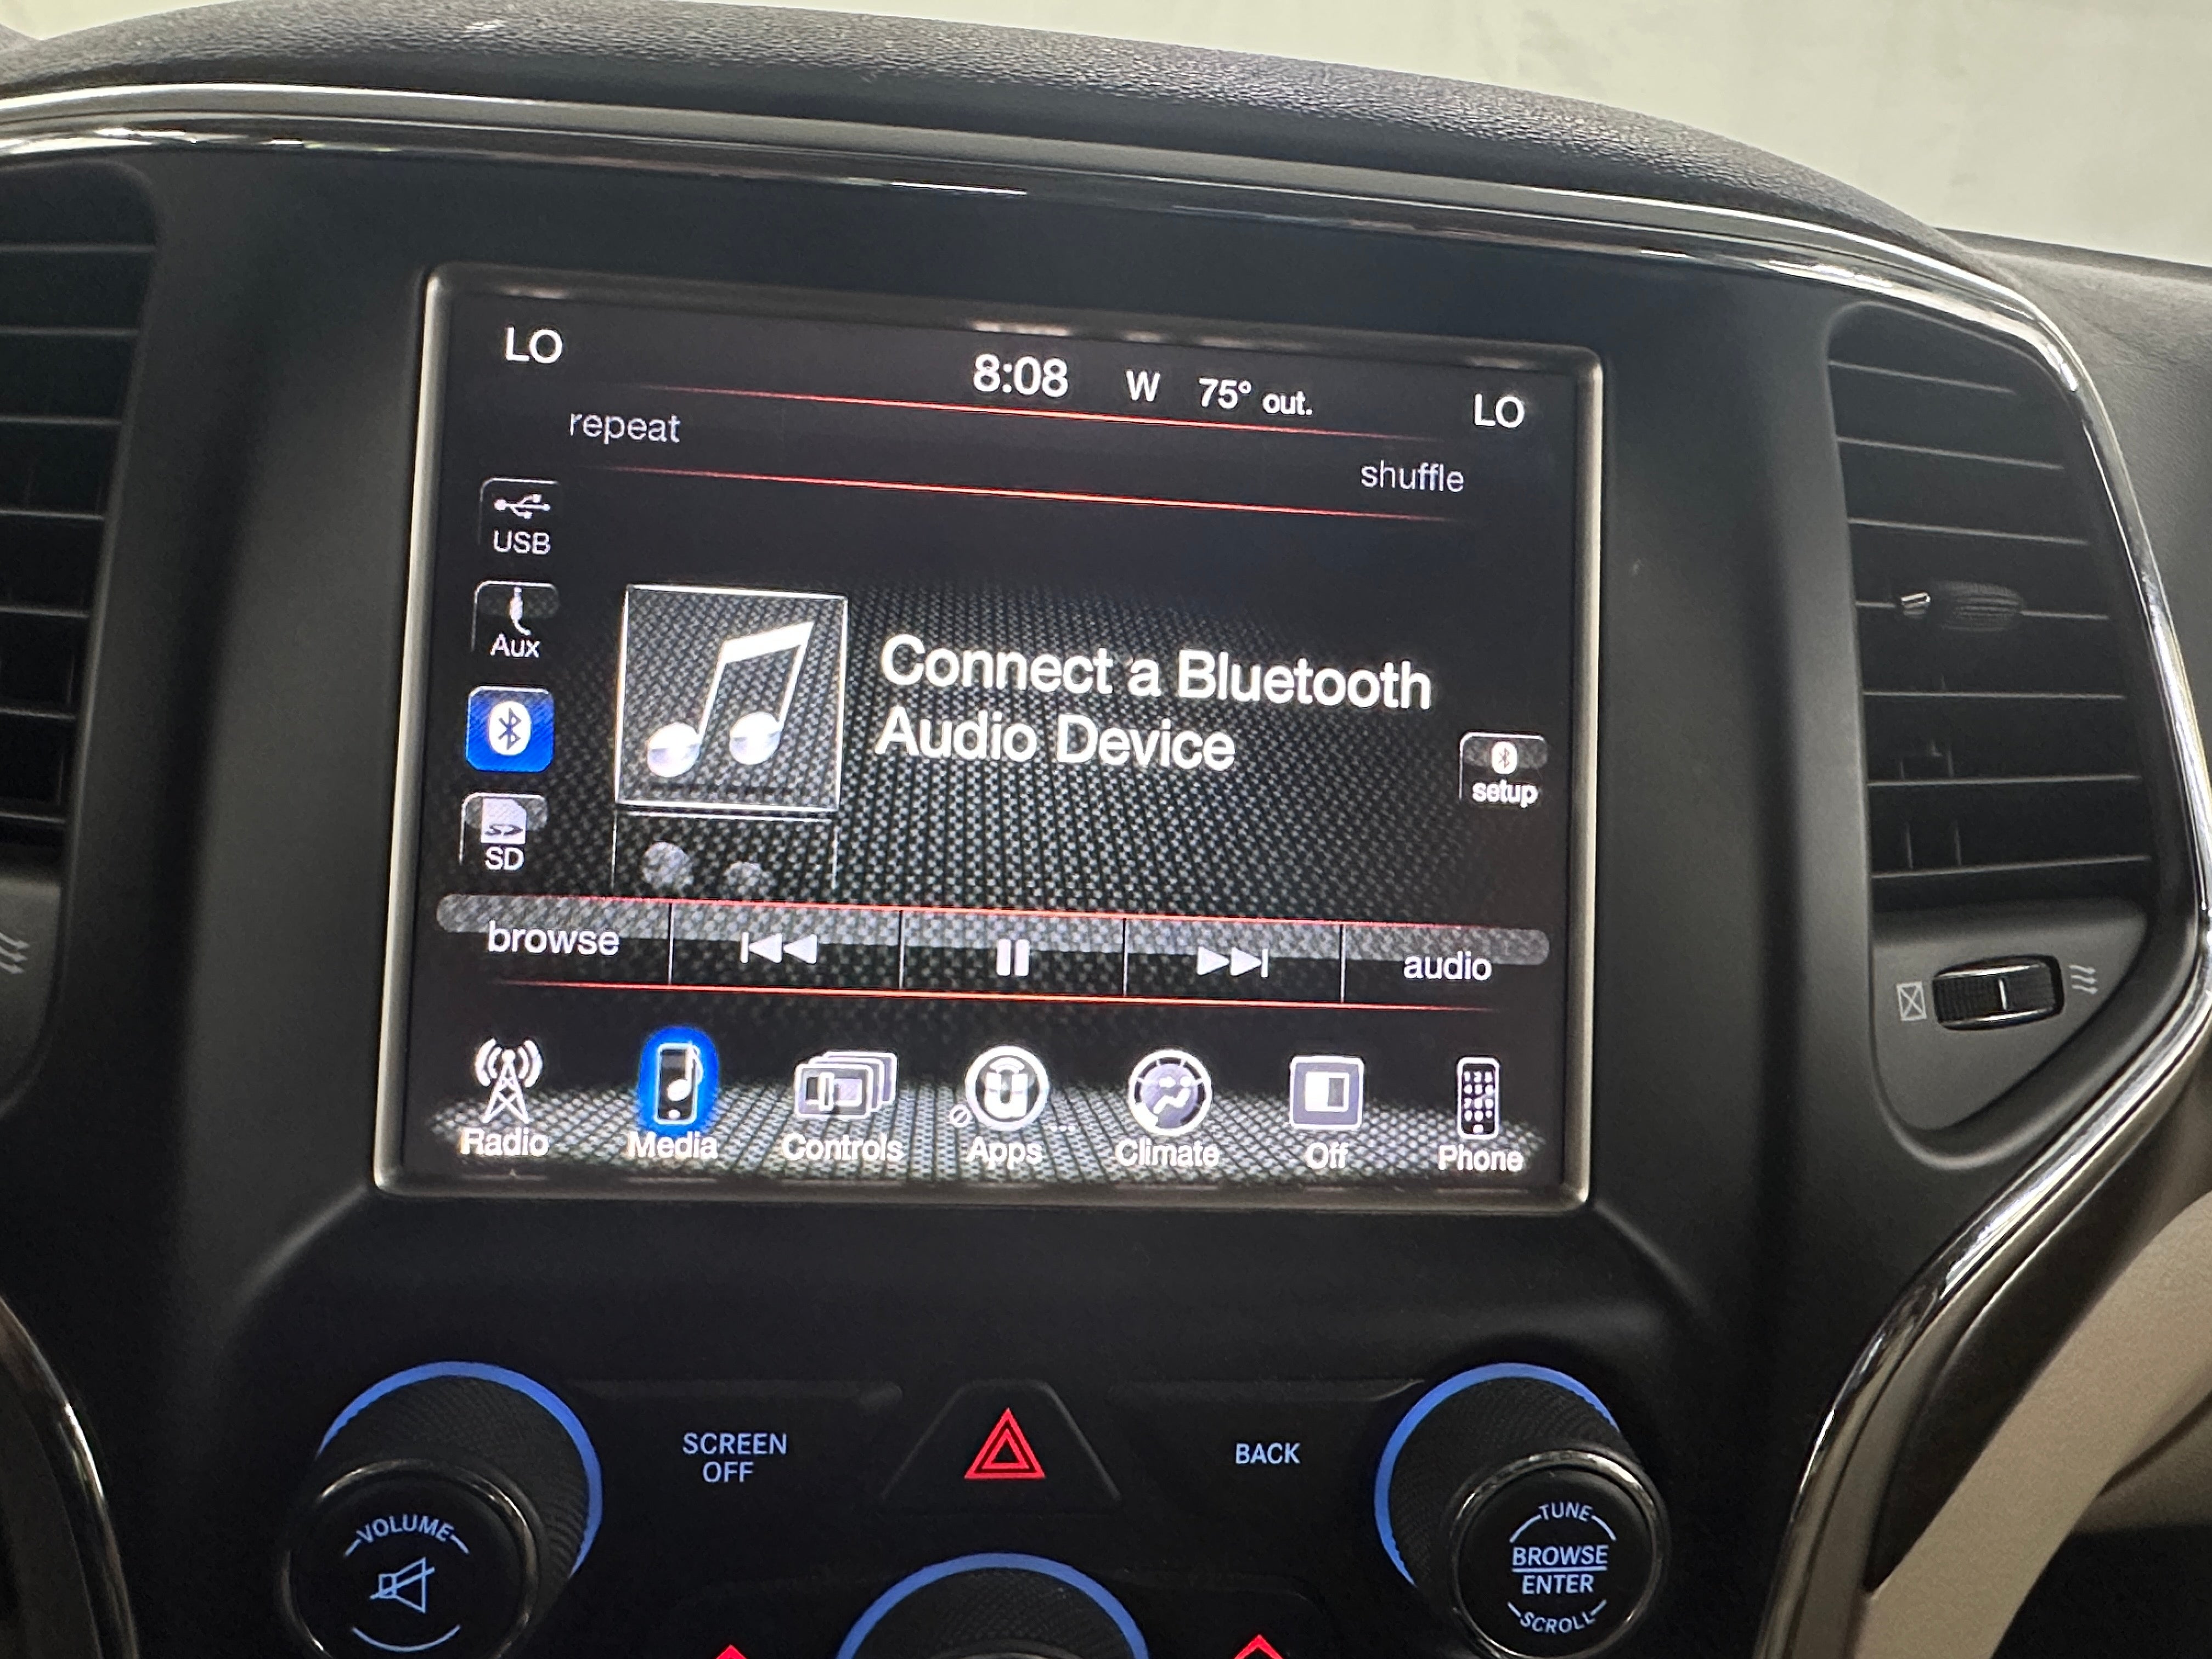 LO
8:08 W 75° out.
LO
repeat
shuffle
USB
Aux
SD
Connect a Bluetooth
Audio Device
setup
browse
audio
Radio
Media
Controls
Apps
Climate
Off
Phone
SCREEN
OFF
BACK
VOLUME
TUNE
BROWSE
ENTER
SCROLL